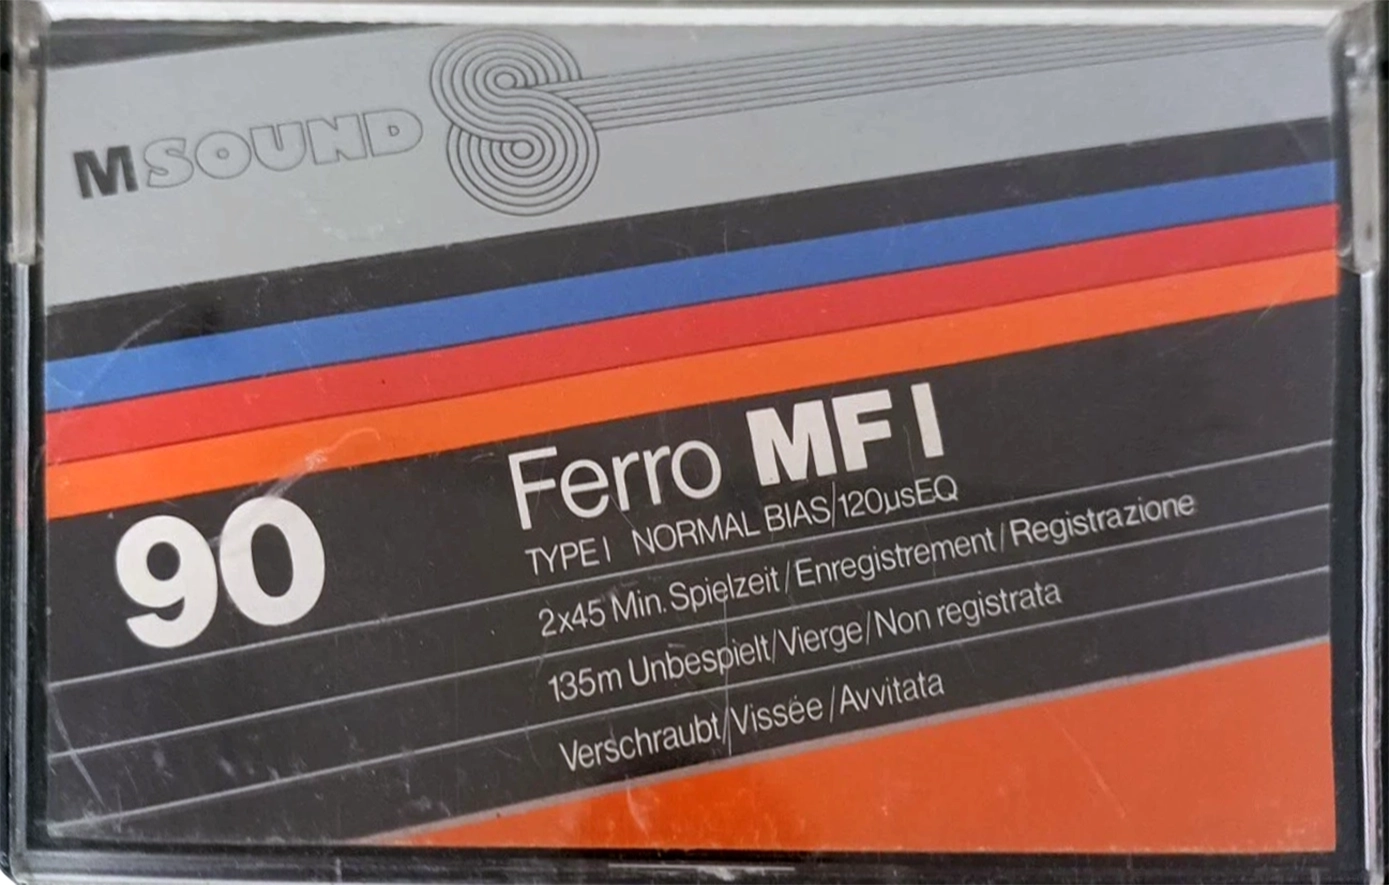 MSOUND
90
Ferro MF I
TYPE I NORMAL BIAS/120µsEQ
2x45 Min. Spielzeit/Enregistrement/Registrazione
135m Unbespielt/Vierge/Non registrata
Verschraubt/Vissée/Avvitata